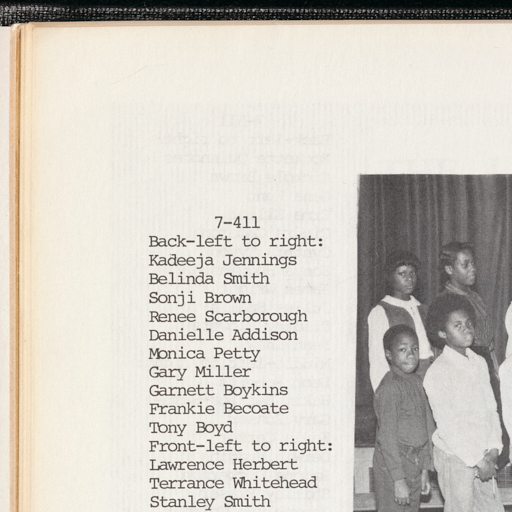 7-411
Back-left to right:
Kadeeja Jennings
Belinda Smith
Sonji Brown
Renee Scarborough
Danielle Addison
Monica Petty
Gary Miller
Garnett Boykins
Frankie Becoate
Tony Boyd
Front-left to right:
Lawrence Herbert
Terrance Whitehead
Stanley Smith